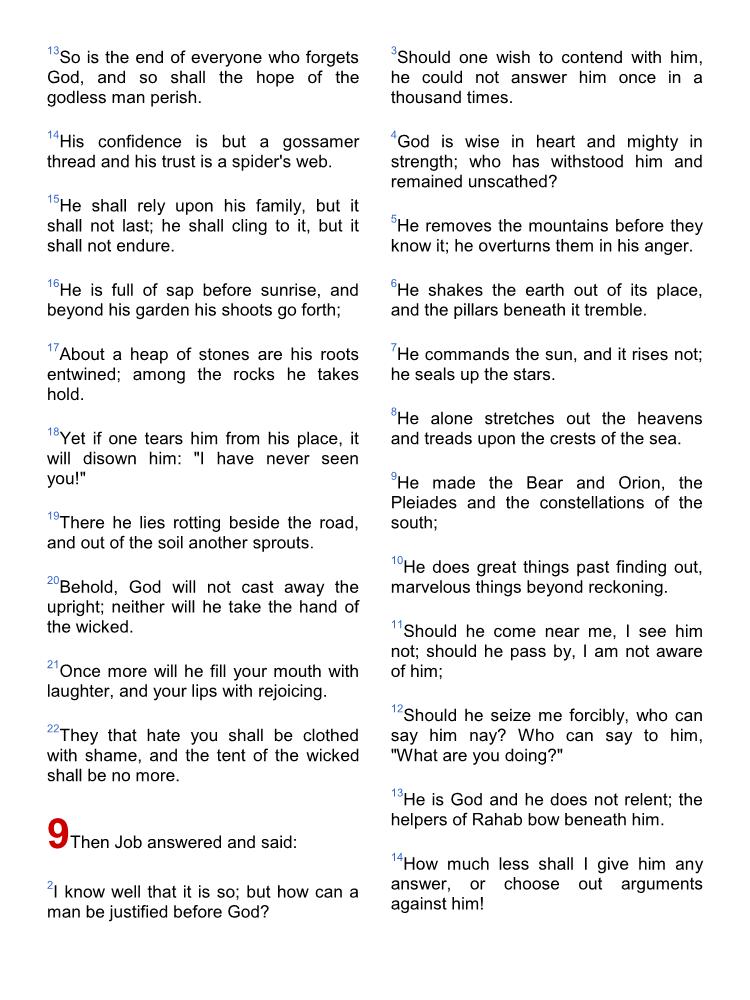 13So is the end of everyone who forgets
God, and so shall the hope of the
godless man perish.
14His confidence is but a gossamer
thread and his trust is a spider's web.
15He shall rely upon his family, but it
shall not last; he shall cling to it, but it
shall not endure.
16He is full of sap before sunrise, and
beyond his garden his shoots go forth;
17About a heap of stones are his roots
entwined; among the rocks he takes
hold.
18Yet if one tears him from his place, it
will disown him: "I have never seen
you!"
19There he lies rotting beside the road,
and out of the soil another sprouts.
20Behold, God will not cast away the
upright; neither will he take the hand of
the wicked.
21Once more will he fill your mouth with
laughter, and your lips with rejoicing.
22They that hate you shall be clothed
with shame, and the tent of the wicked
shall be no more.
9Then Job answered and said:
2I know well that it is so; but how can a
man be justified before God?
3Should one wish to contend with him,
he could not answer him once in a
thousand times.
4God is wise in heart and mighty in
strength; who has withstood him and
remained unscathed?
5He removes the mountains before they
know it; he overturns them in his anger.
6He shakes the earth out of its place,
and the pillars beneath it tremble.
7He commands the sun, and it rises not;
he seals up the stars.
8He alone stretches out the heavens
and treads upon the crests of the sea.
9He made the Bear and Orion, the
Pleiades and the constellations of the
south;
10He does great things past finding out,
marvelous things beyond reckoning.
11Should he come near me, I see him
not; should he pass by, I am not aware
of him;
12Should he seize me forcibly, who can
say him nay? Who can say to him,
"What are you doing?"
13He is God and he does not relent; the
helpers of Rahab bow beneath him.
14How much less shall I give him any
answer, or choose out arguments
against him!